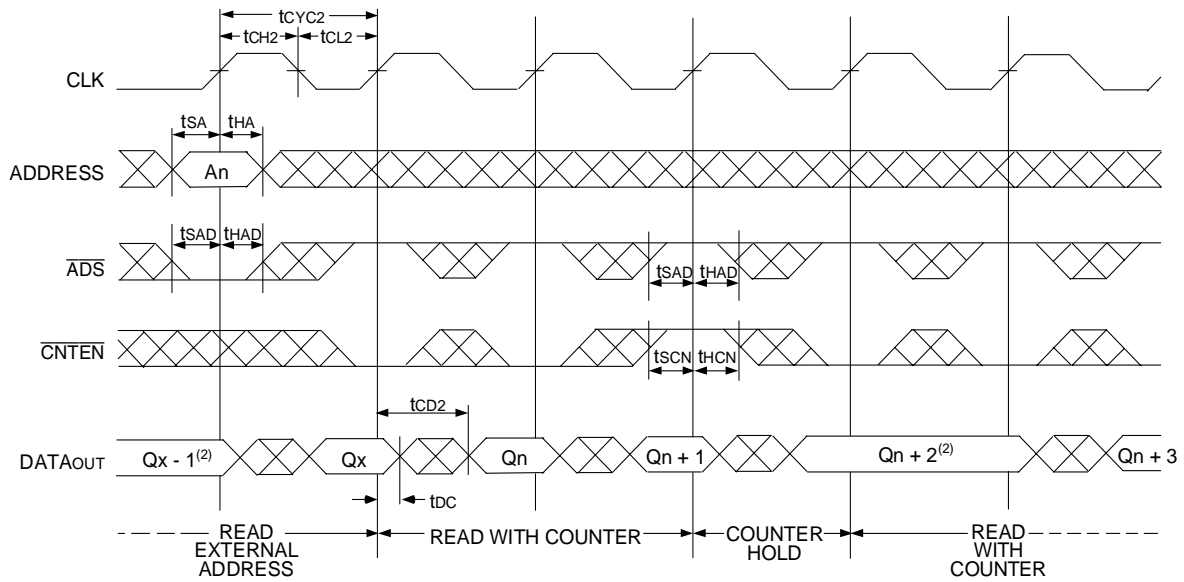 tCYC2
tCH2 tCL2
CLK
tSA tHA
ADDRESS An
tSAD tHAD
ADS tSAD tHAD
CNTEN
tSCN tHCN
tCD2
DATAOUT Qx - 1(2) Qx Qn Qn + 1 Qn + 2(2) Qn + 3
tDC
READ EXTERNAL ADDRESS
READ WITH COUNTER
COUNTER HOLD
READ WITH COUNTER